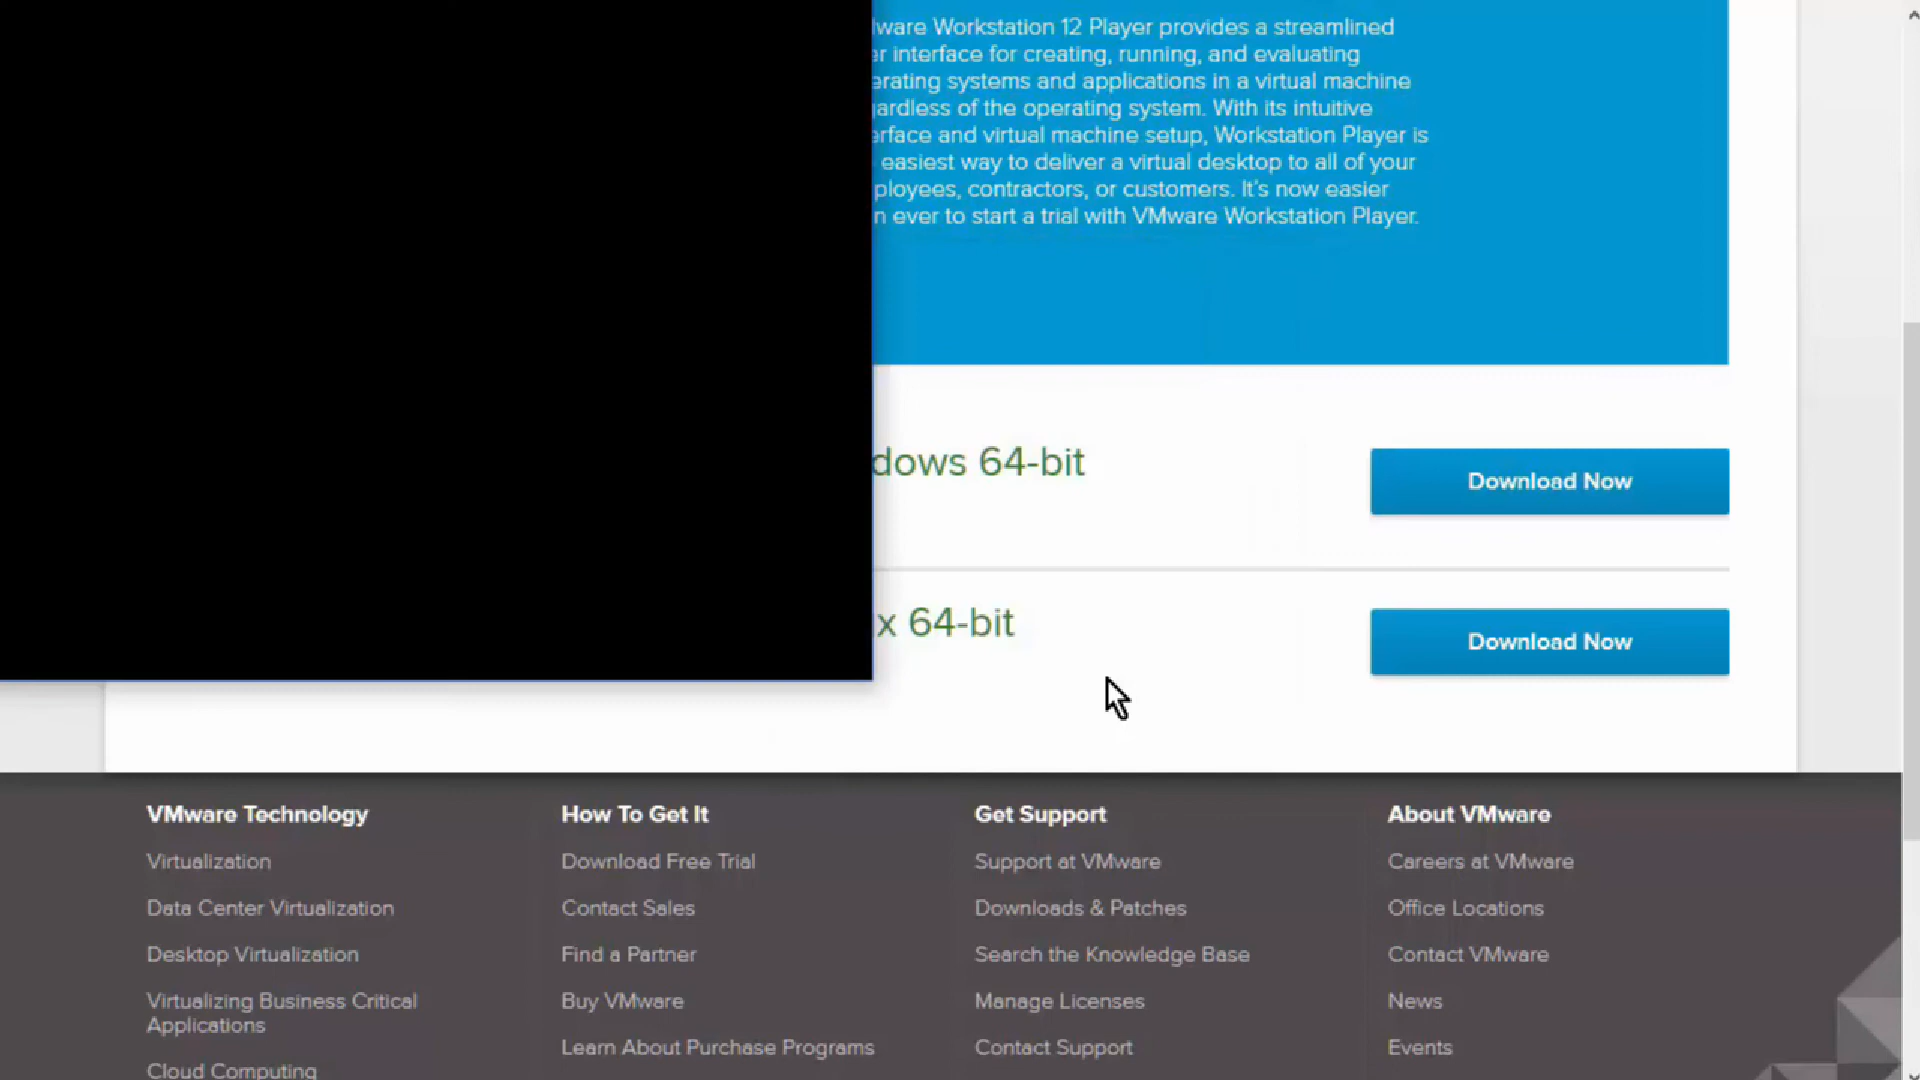 ware Workstation 12 Player provides a streamlined
er interface for creating, running, and evaluating
erating systems and applications in a virtual machine
ardless of the operating system. With its intuitive
erface and virtual machine setup, Workstation Player is
easiest way to deliver a virtual desktop to all of your
ployees, contractors, or customers. It's now easier
n ever to start a trial with VMware Workstation Player.
dows 64-bit
Download Now
x 64-bit
Download Now
VMware Technology
Virtualization
Data Center Virtualization
Desktop Virtualization
Virtualizing Business Critical
Applications
Cloud Computing
How To Get It
Download Free Trial
Contact Sales
Find a Partner
Buy VMware
Learn About Purchase Programs
Get Support
Support at VMware
Downloads & Patches
Search the Knowledge Base
Manage Licenses
Contact Support
About VMware
Careers at VMware
Office Locations
Contact VMware
News
Events